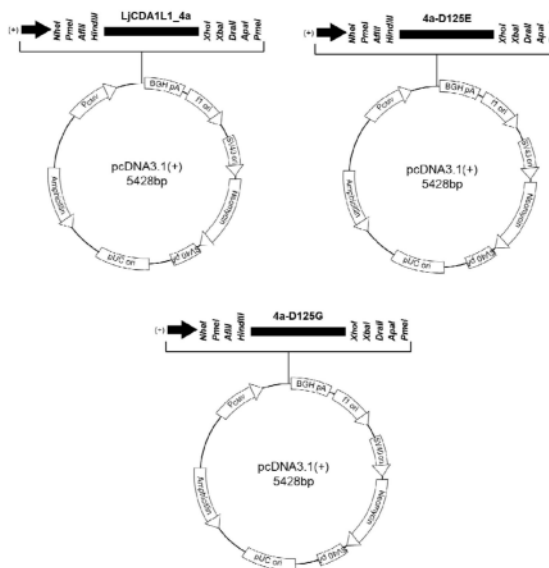 LjCDA1L1_4a
(+) NheI PmeI AflII HindIII XhoI XbaI DraII ApaI PmeI
PCMV BGH pA f1 ori
SV40 ori
pcDNA3.1(+)
5428bp
Ampicillin Neomycin
pUC ori SV40 pA
4a-D125E
(+) NheI PmeI AflII HindIII XhoI XbaI DraII ApaI
PCMV BGH pA f1 ori
SV40 ori
pcDNA3.1(+)
5428bp
Ampicillin Neomycin
pUC ori SV40 pA
4a-D125G
(+) NheI PmeI AflII HindIII XhoI XbaI DraII ApaI PmeI
PCMV BGH pA f1 ori
SV40 ori
pcDNA3.1(+)
5428bp
Ampicillin Neomycin
pUC ori SV40 pA